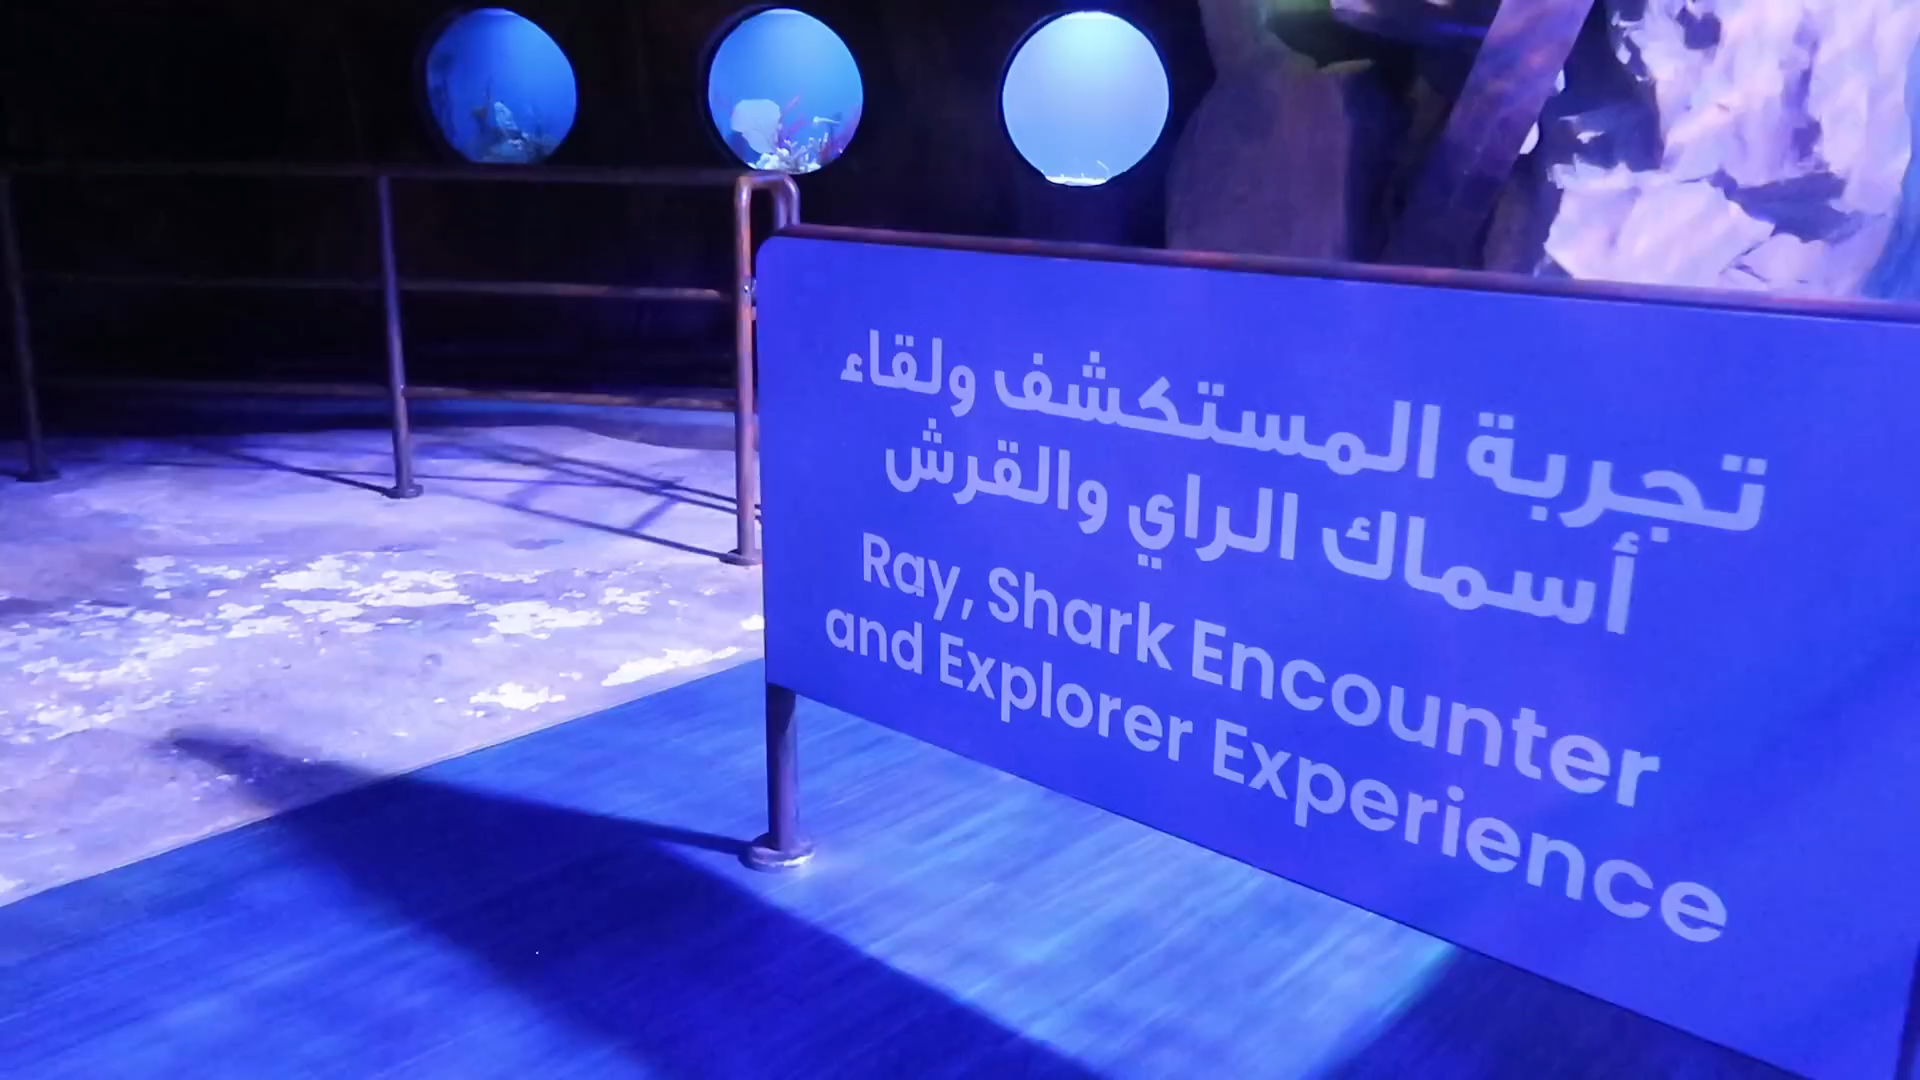 تجربة المستكشف ولقاء
أسماك الراي والقرش
Ray, Shark Encounter
and Explorer Experience